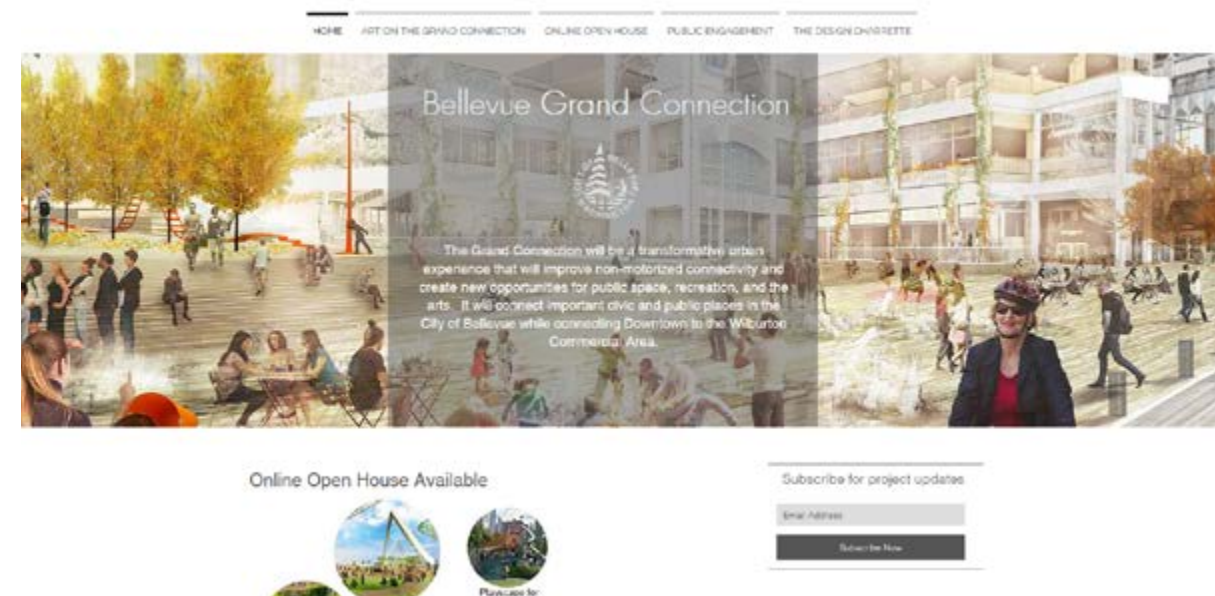 HOME ART ON THE GRAND CONNECTION ONLINE OPEN HOUSE PUBLIC ENGAGEMENT THE DESIGN CHARRETTE
Bellevue Grand Connection
The Grand Connection will be a transformative urban
experience that will improve non-motorized connectivity and
create new opportunities for public space, recreation, and the
arts. It will connect important civic and public places in the
City of Bellevue while connecting Downtown to the Wilburton
Commercial Area.
Online Open House Available
Subscribe for project updates
Email Address
Subscribe Now
Playscape for